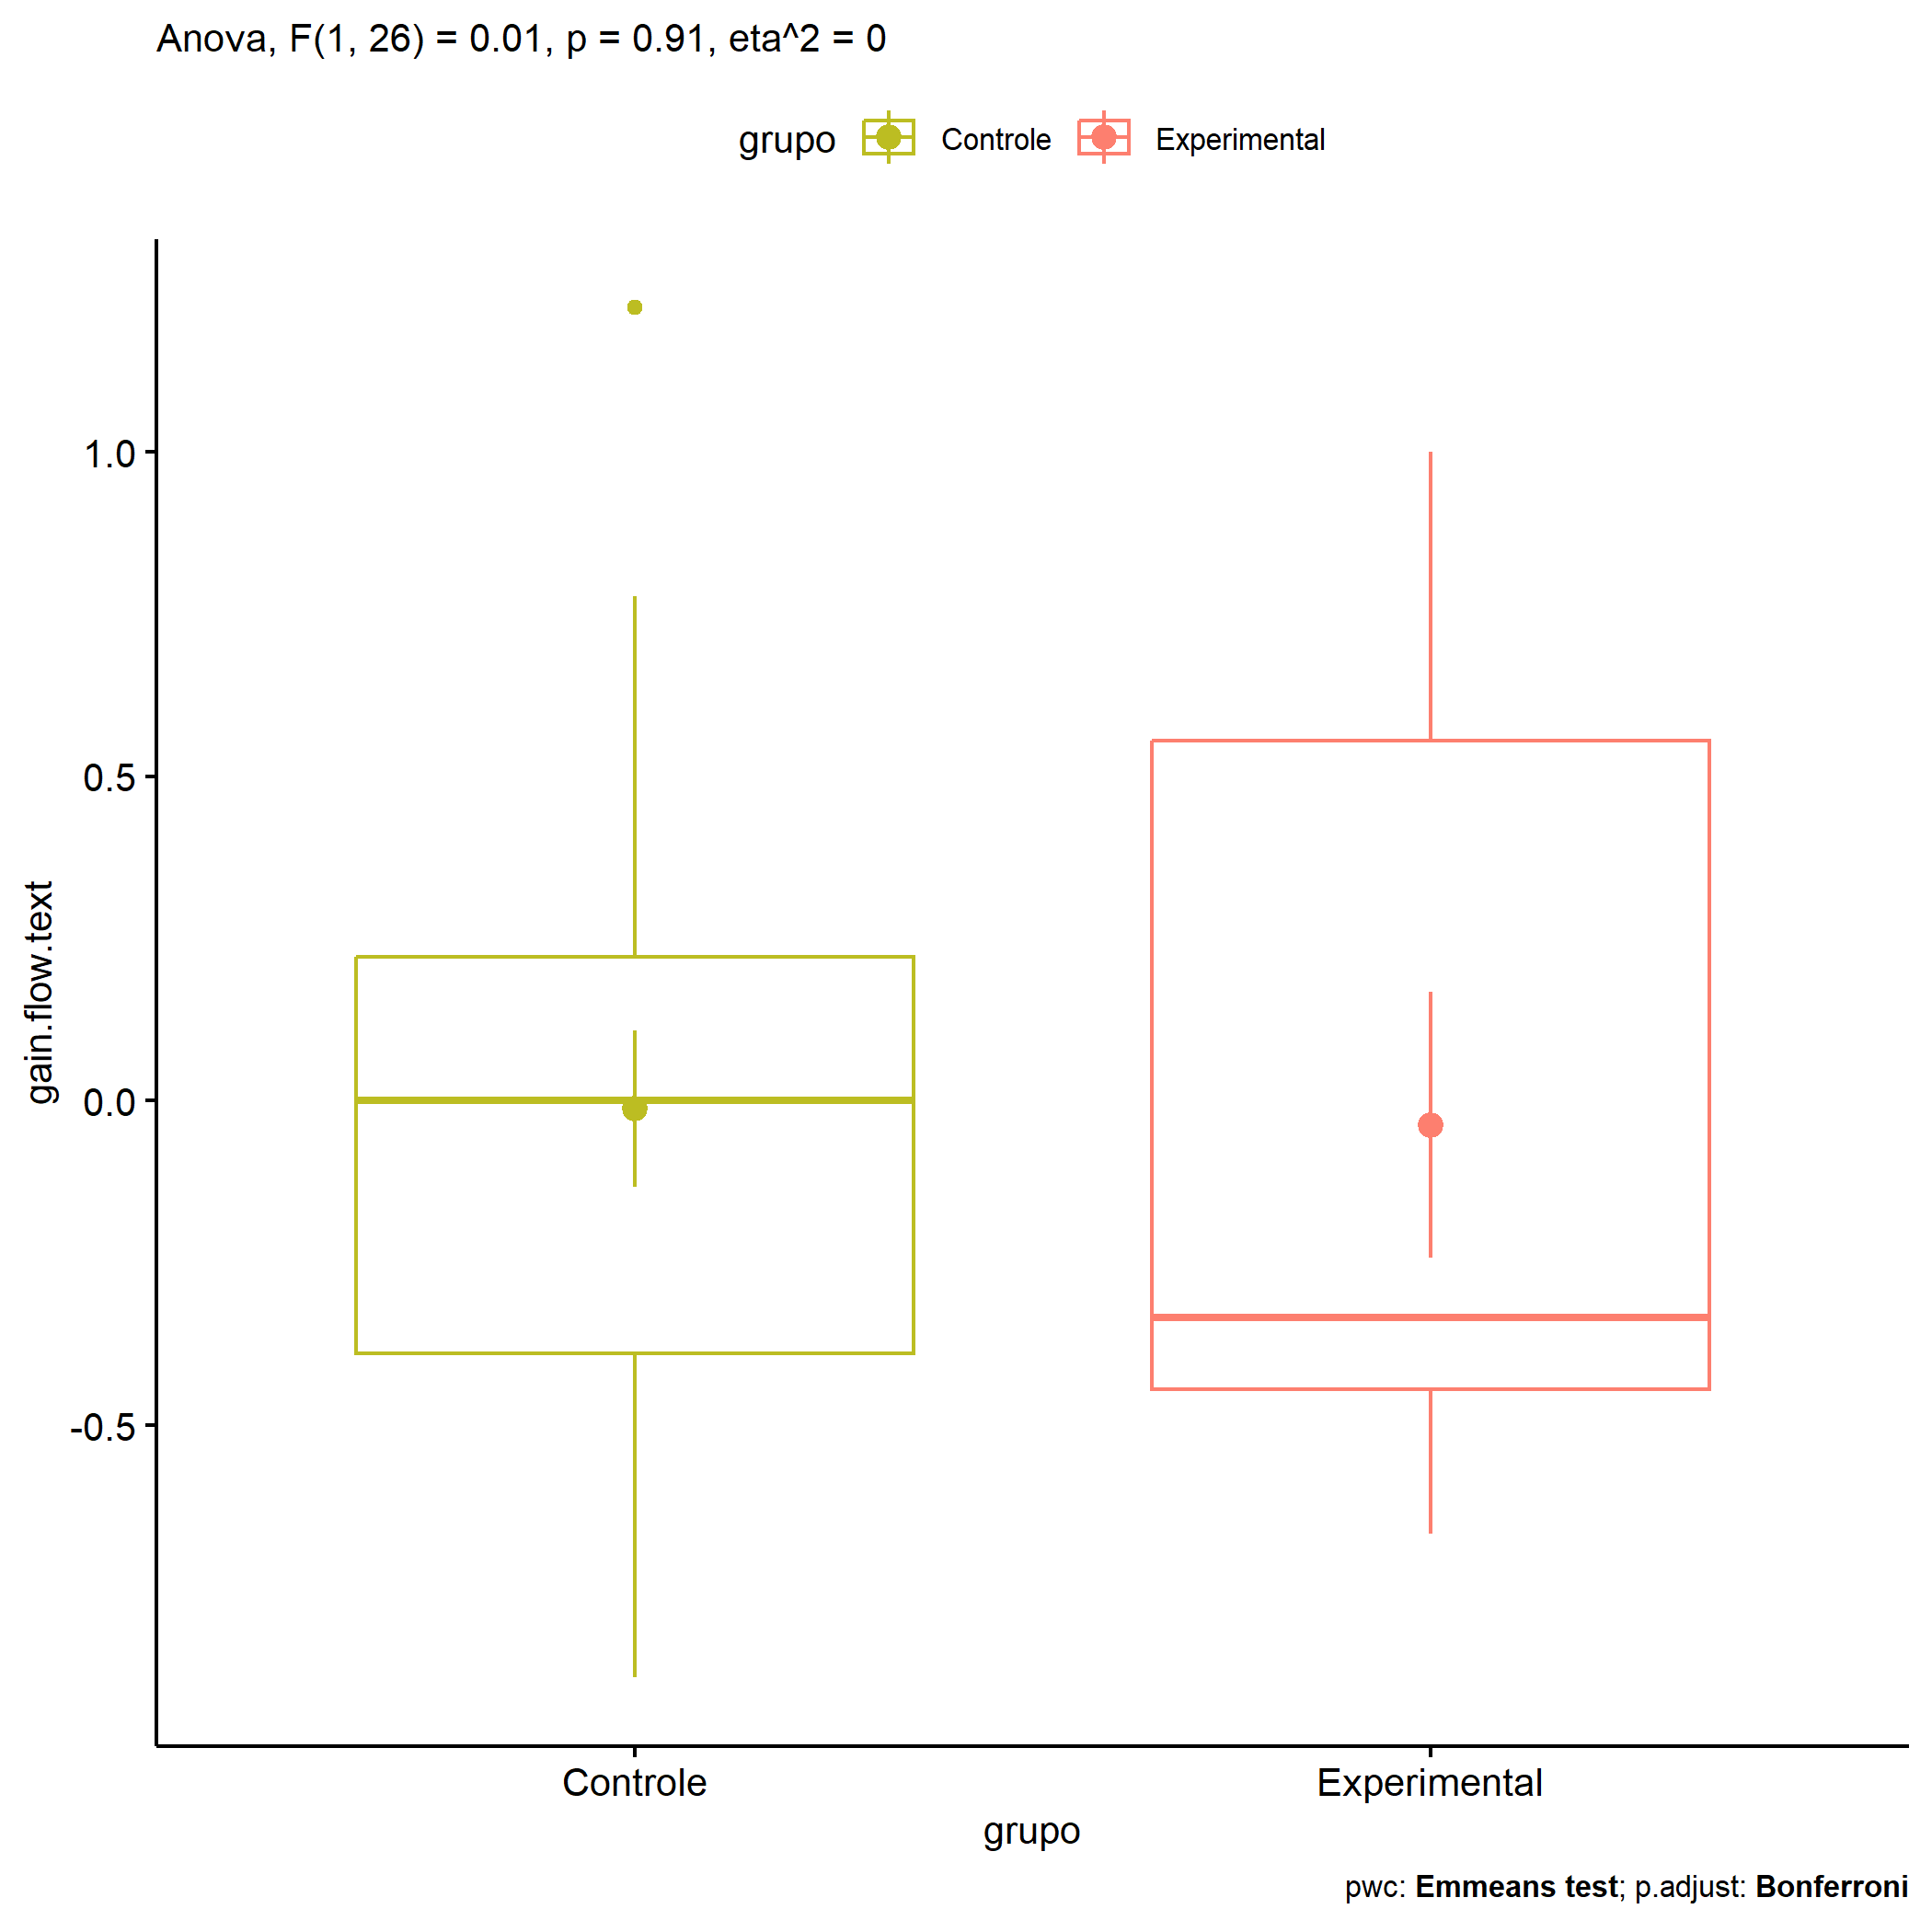 Anova, F(1, 26) = 0.01, p = 0.91, eta^2 = 0
grupo Controle Experimental
1.0
0.5
0.0
-0.5
gain.flow.text
Controle Experimental
grupo
pwc: Emmeans test; p.adjust: Bonferroni